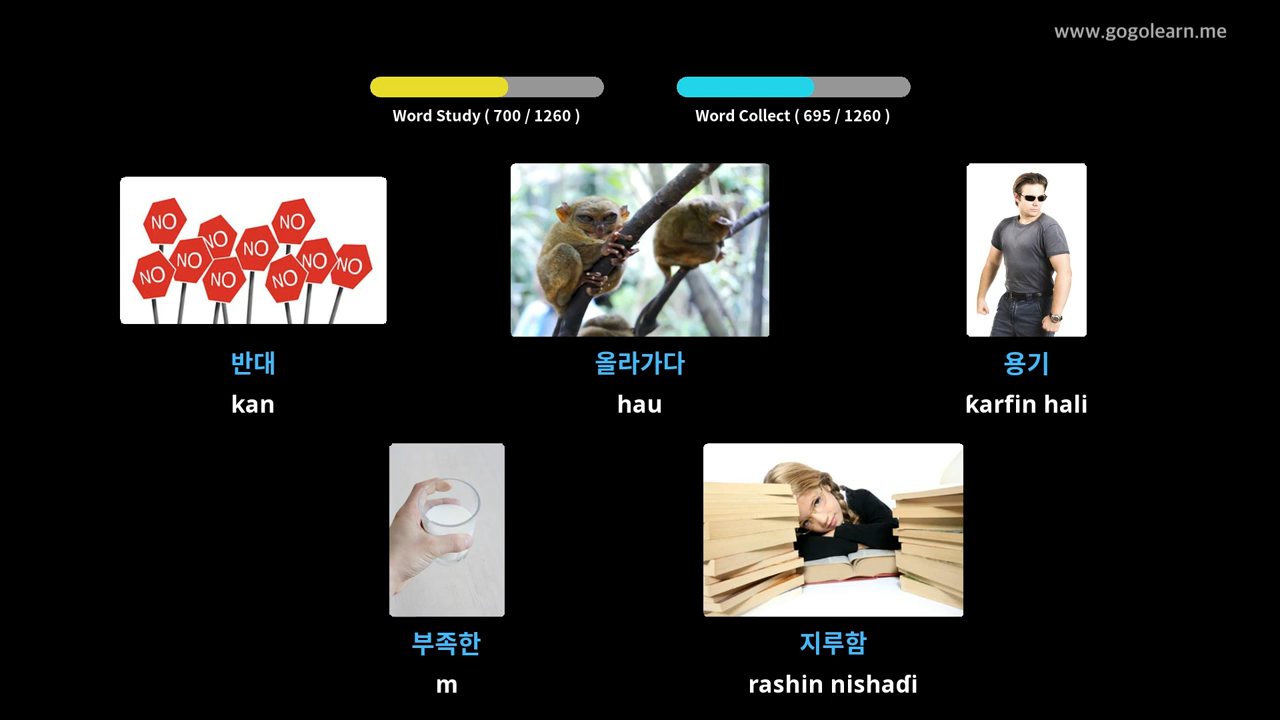 www.gogolearn.me
Word Study ( 700 / 1260 )
Word Collect ( 695 / 1260 )
NO
NO
NO
NO
NO
NO
NO
NO
NO
반대
kan
올라가다
hau
용기
ƙarfin hali
부족한
m
지루함
rashin nishaɗi